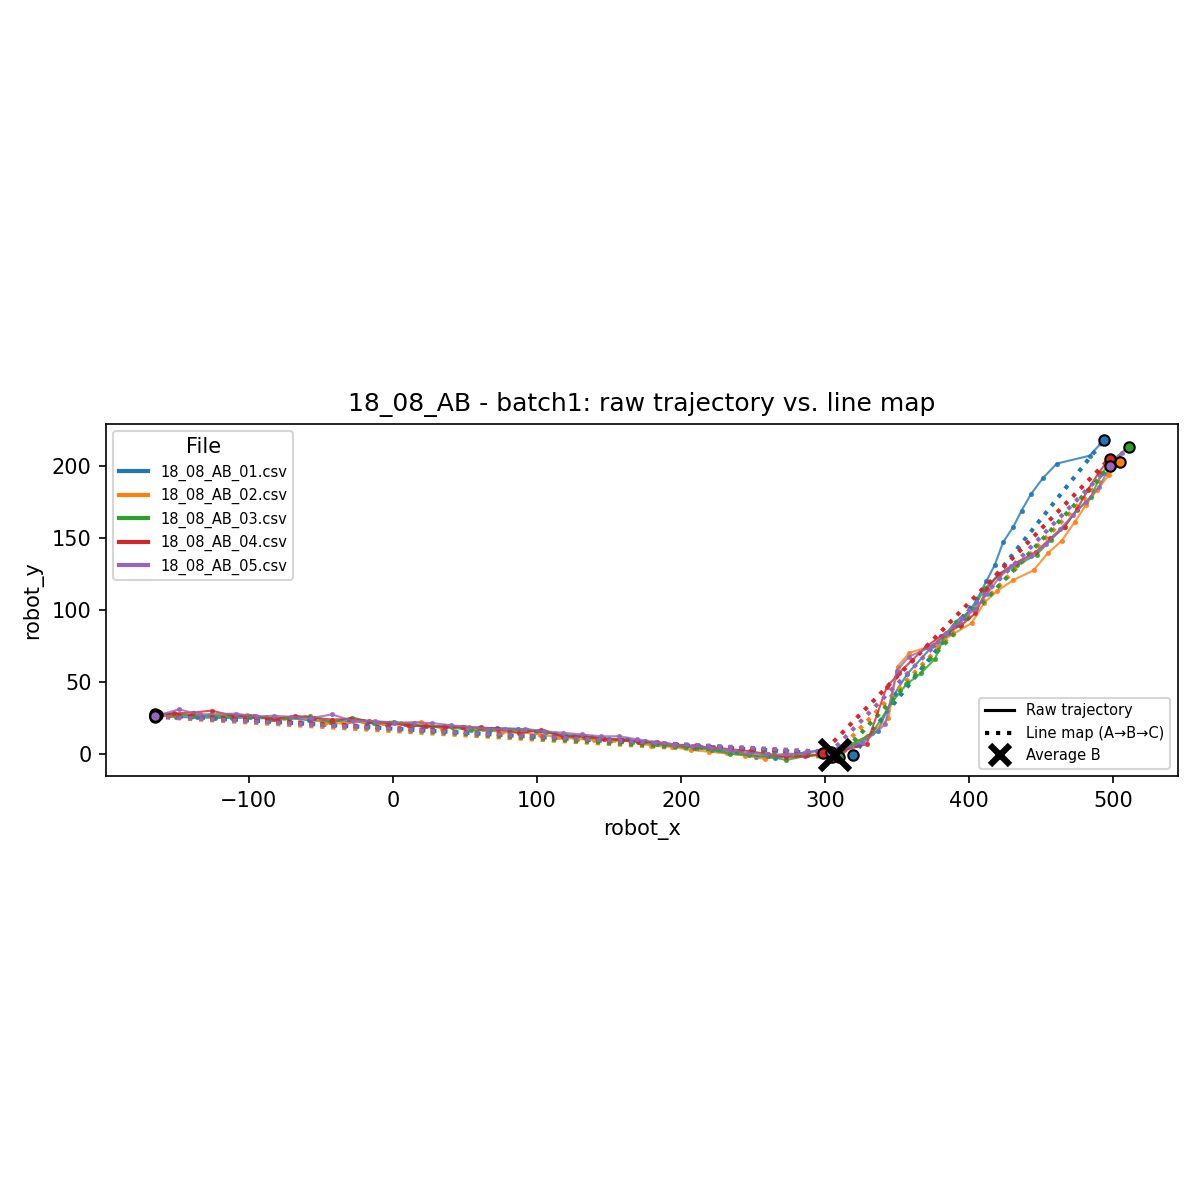 18_08_AB - batch1: raw trajectory vs. line map
File
18_08_AB_01.csv
18_08_AB_02.csv
18_08_AB_03.csv
18_08_AB_04.csv
18_08_AB_05.csv
robot_y
200
150
100
50
0
Raw trajectory
Line map (A→B→C)
Average B
−100
0
100
200
300
400
500
robot_x